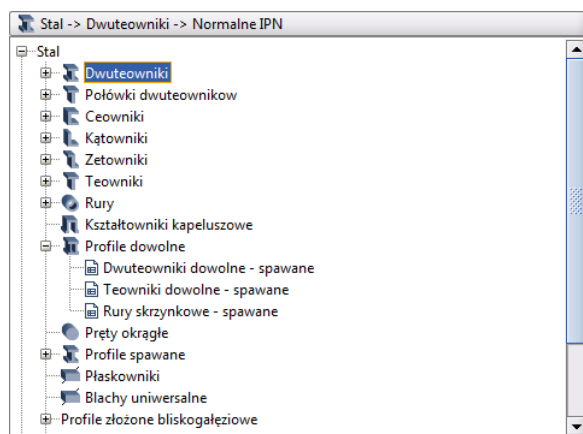 Stal -> Dwuteowniki -> Normalne IPN
Stal
Dwuteowniki
Połówki dwuteownikow
Ceowniki
Kątowniki
Zetowniki
Teowniki
Rury
Kształtowniki kapeluszowe
Profile dowolne
Dwuteowniki dowolne - spawane
Teowniki dowolne - spawane
Rury skrzynkowe - spawane
Pręty okrągłe
Profile spawane
Płaskowniki
Blachy uniwersalne
Profile złożone bliskogałęziowe